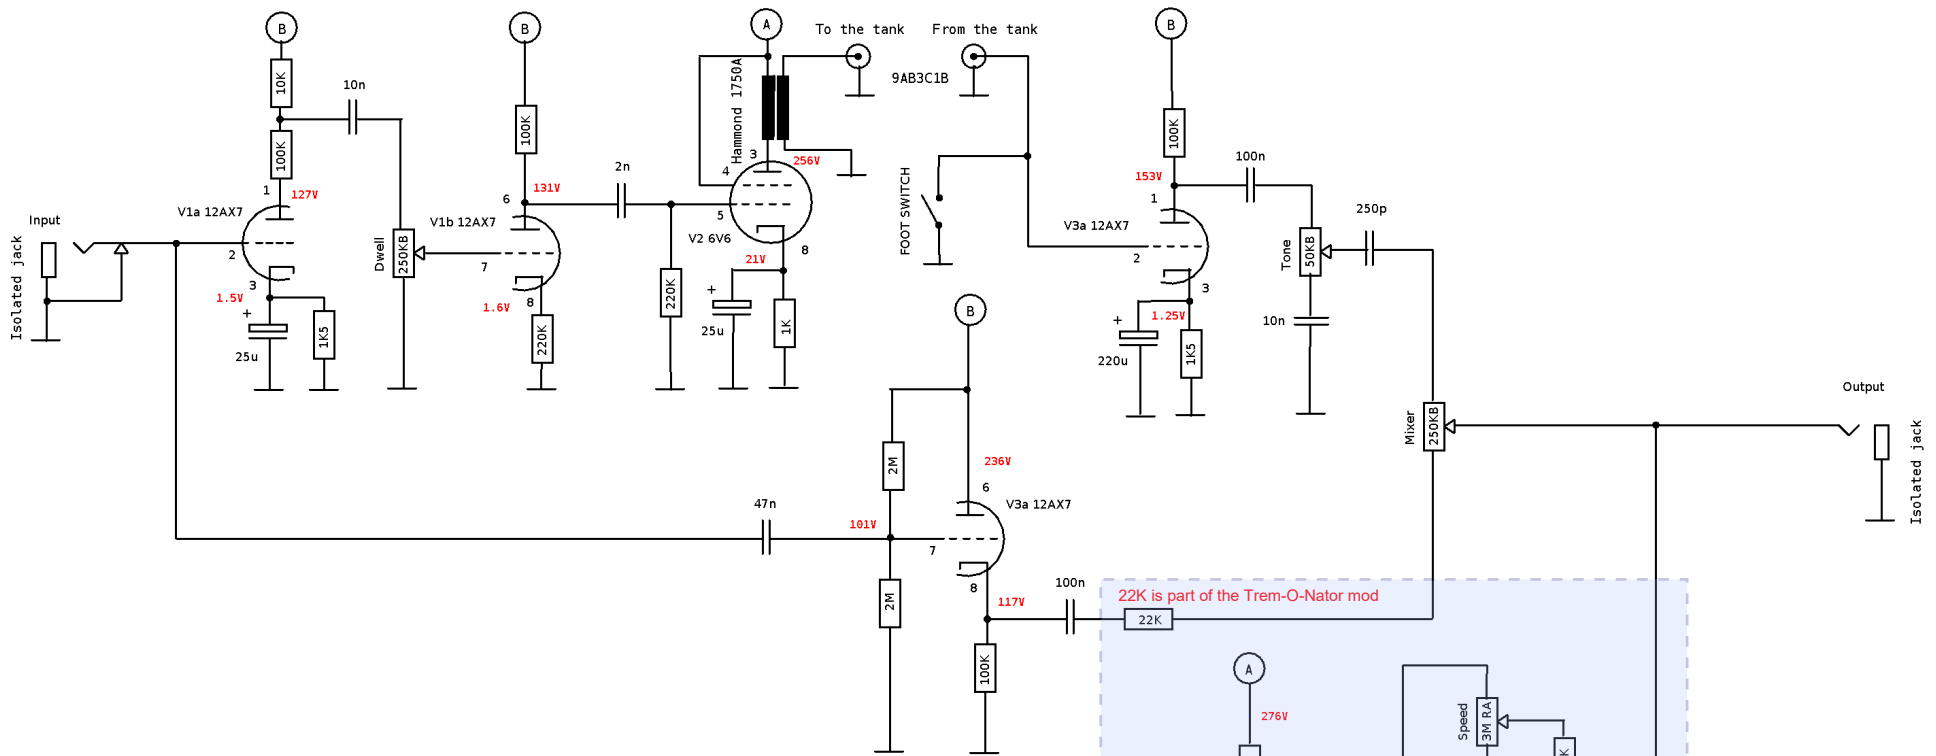 B
B
A
To the tank
From the tank
B
10K
10n
Hammond 1750A
9AB3C1B
100K
100K
100K
100n
3
256V
2n
4
153V
1
127V
6
131V
1
250p
V1a 12AX7
Input
V1b 12AX7
5
V2 6V6
FOOT SWITCH
V3a 12AX7
Isolated jack
2
Dwell
250KB
7
8
21V
2
Tone
50KB
3
1.5V
8
1.6V
220K
+
25u
1K
3
1.25V
+
220u
1K5
10n
+
25u
1K5
220K
B
Output
Mixer
250KB
Isolated jack
2M
236V
6
47n
101V
V3a 12AX7
7
2M
8
117V
100n
22K is part of the Trem-O-Nator mod
22K
100K
A
276V
Speed
3M RA
K